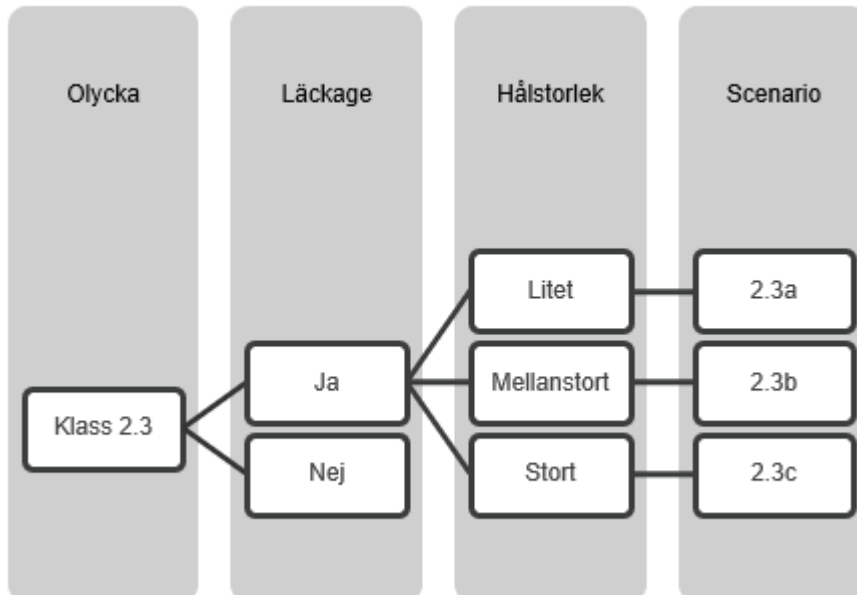 Olycka
Läckage
Hålstorlek
Scenario
Litet
2.3a
Ja
Mellanstort
2.3b
Klass 2.3
Nej
Stort
2.3c